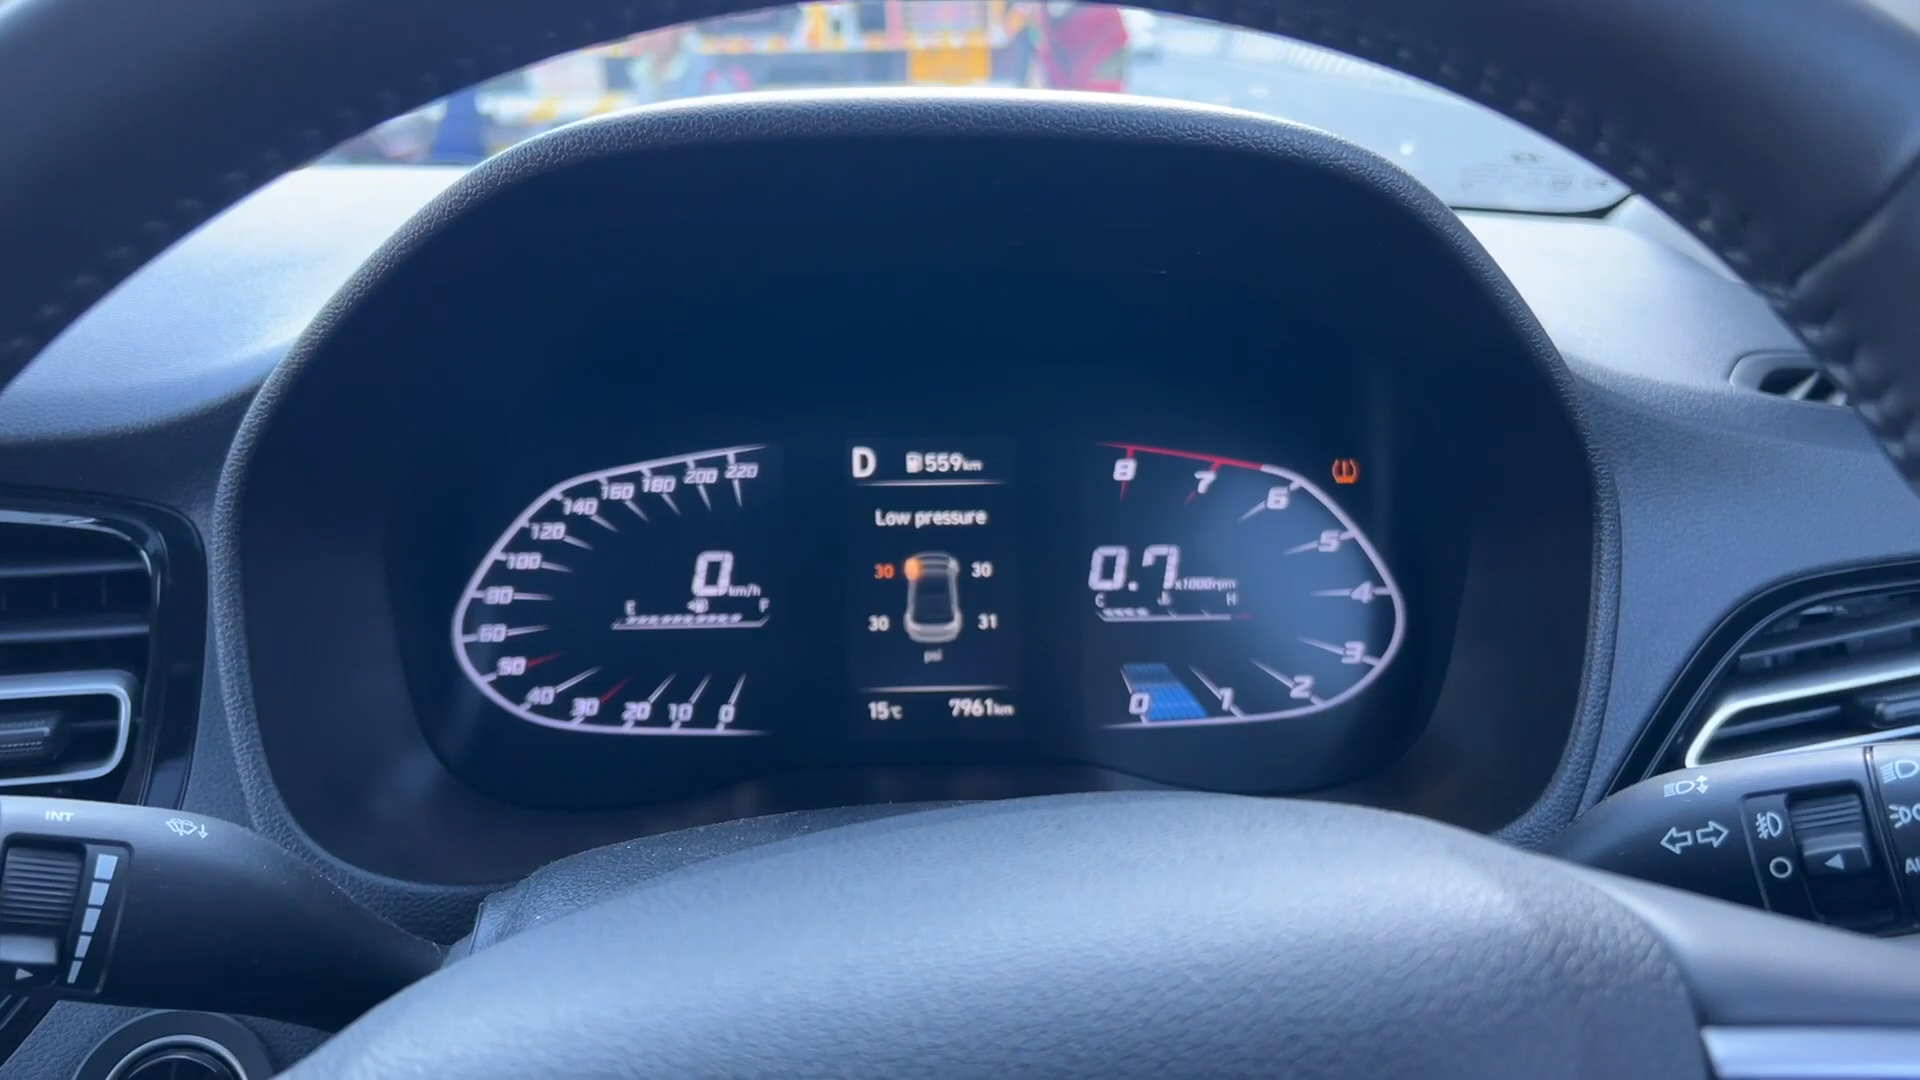 D 559km
Low pressure
30 30
30 31
psi
15°C 7961km
220
200
180
160
140
120
100
80
60
50
40
30
20
10
0
0 km/h
E F
8
7
6
5
4
3
2
1
0
0.7 x1000rpm
C H
INT